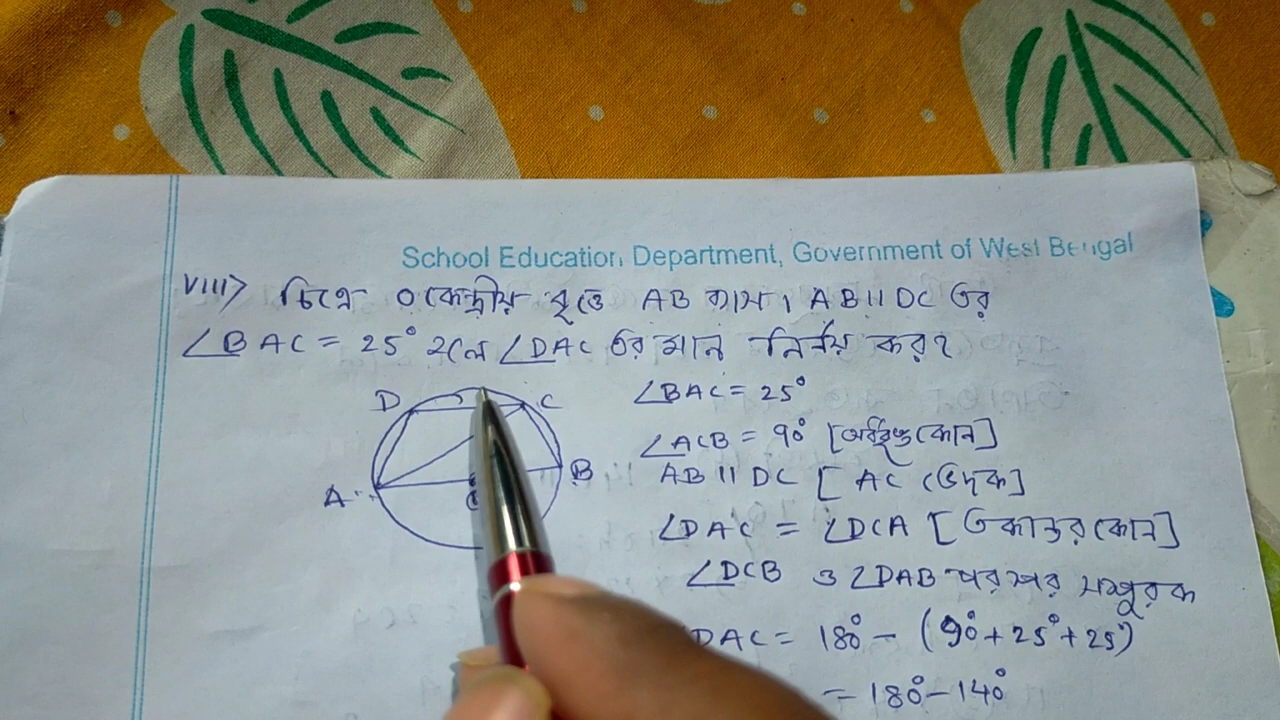 School Education Department, Government of West Bengal
VIII> চিত্রে O কেন্দ্রীয় বৃত্তে AB ব্যাস। AB || DC এর
∠BAC = 25° হলে ∠DAC এর মান নির্নয় করো?
D C
A B
∠BAC = 25°
∠ACB = 90° [অর্ধবৃত্তস্থ কোন]
AB || DC [AC ছেদক]
∠DAC = ∠DCA [একান্তর কোন]
∠DCB ও ∠DAB পরস্পর সম্পূরক
DAC = 180° - (90° + 25° + 25°)
= 180° - 140°